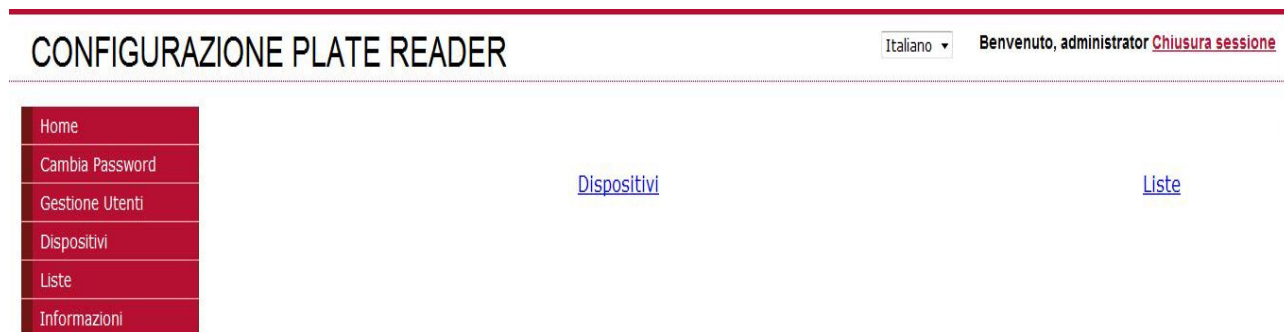 CONFIGURAZIONE PLATE READER
Italiano
Benvenuto, administrator Chiusura sessione
Home
Cambia Password
Gestione Utenti
Dispositivi
Liste
Informazioni
Dispositivi
Liste